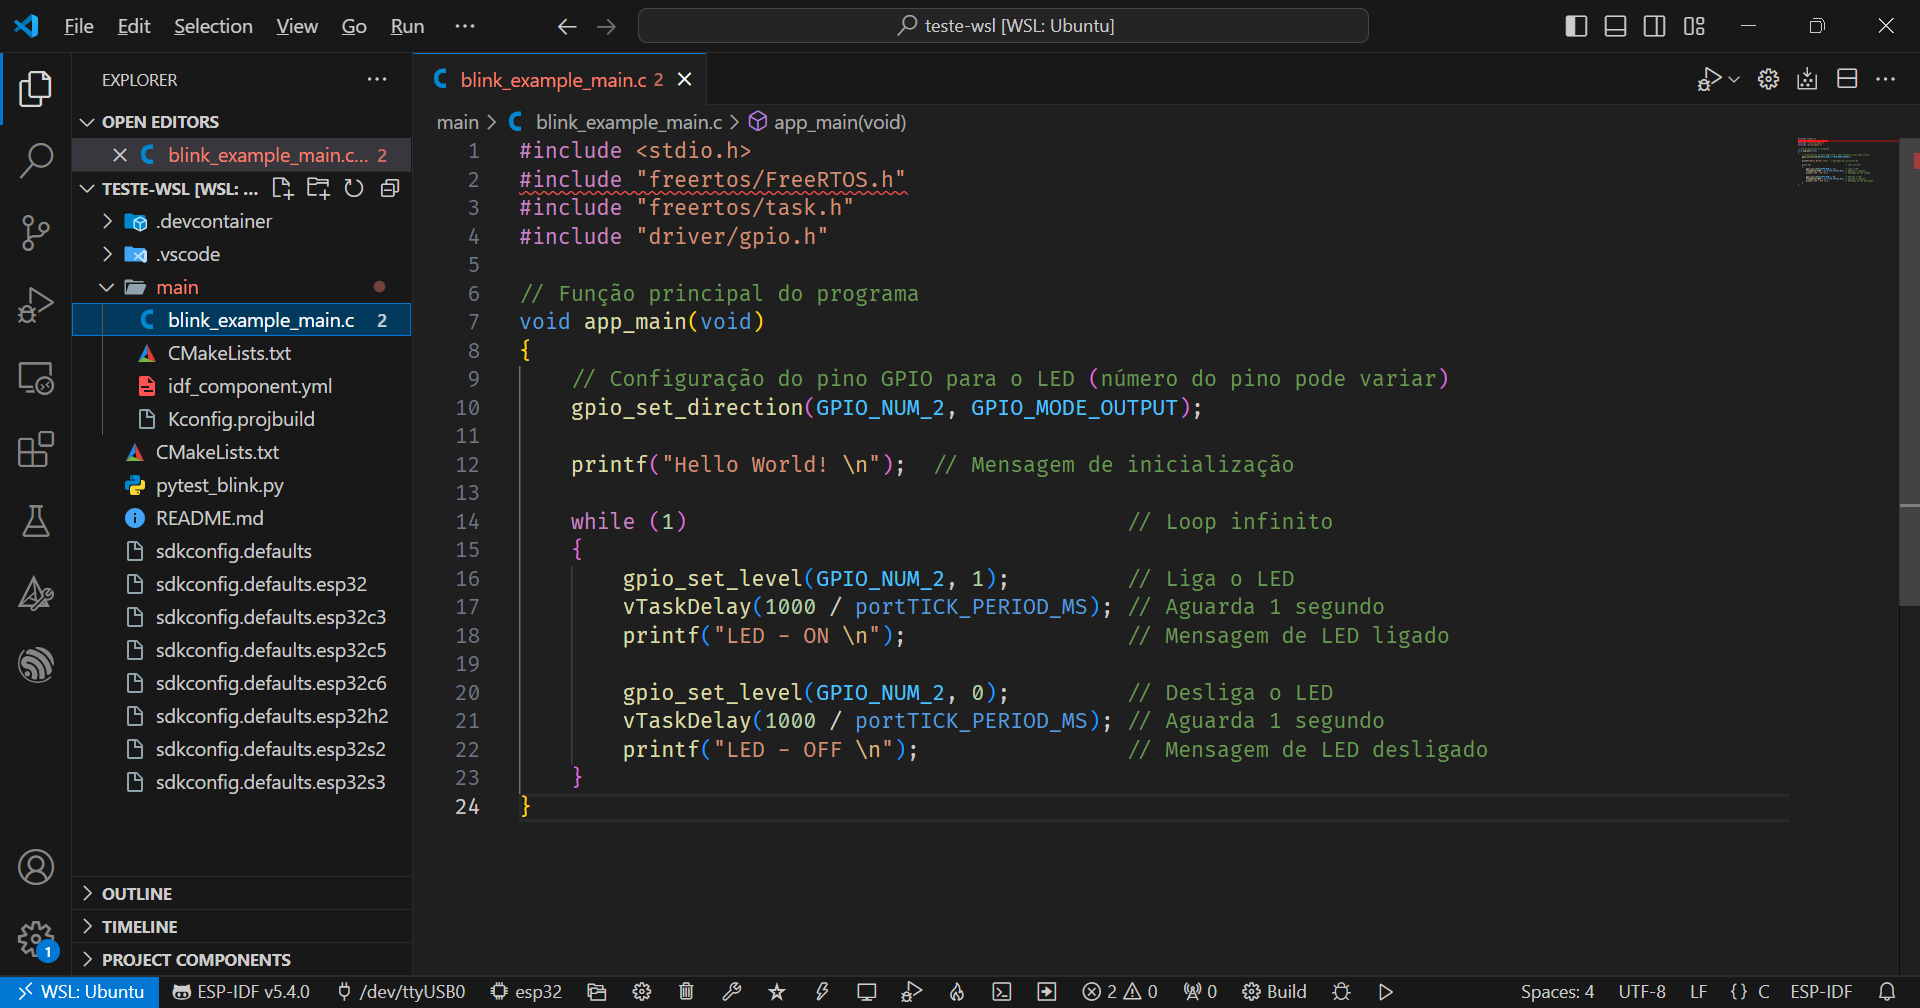 File Edit Selection View Go Run ··· teste-wsl [WSL: Ubuntu]
EXPLORER ···
OPEN EDITORS
blink_example_main.c... 2
TESTE-WSL [WSL: ...
.devcontainer
.vscode
main
blink_example_main.c 2
CMakeLists.txt
idf_component.yml
Kconfig.projbuild
CMakeLists.txt
pytest_blink.py
README.md
sdkconfig.defaults
sdkconfig.defaults.esp32
sdkconfig.defaults.esp32c3
sdkconfig.defaults.esp32c5
sdkconfig.defaults.esp32c6
sdkconfig.defaults.esp32h2
sdkconfig.defaults.esp32s2
sdkconfig.defaults.esp32s3
OUTLINE
TIMELINE
PROJECT COMPONENTS
1
blink_example_main.c 2
main > blink_example_main.c > app_main(void)
1 #include <stdio.h>
2 #include "freertos/FreeRTOS.h"
3 #include "freertos/task.h"
4 #include "driver/gpio.h"
5
6 // Função principal do programa
7 void app_main(void)
8 {
9 // Configuração do pino GPIO para o LED (número do pino pode variar)
10 gpio_set_direction(GPIO_NUM_2, GPIO_MODE_OUTPUT);
11
12 printf("Hello World! \n"); // Mensagem de inicialização
13
14 while (1) // Loop infinito
15 {
16 gpio_set_level(GPIO_NUM_2, 1); // Liga o LED
17 vTaskDelay(1000 / portTICK_PERIOD_MS); // Aguarda 1 segundo
18 printf("LED - ON \n"); // Mensagem de LED ligado
19
20 gpio_set_level(GPIO_NUM_2, 0); // Desliga o LED
21 vTaskDelay(1000 / portTICK_PERIOD_MS); // Aguarda 1 segundo
22 printf("LED - OFF \n"); // Mensagem de LED desligado
23 }
24 }
WSL: Ubuntu ESP-IDF v5.4.0 /dev/ttyUSB0 esp32 2 0 0 Build Spaces: 4 UTF-8 LF {} C ESP-IDF